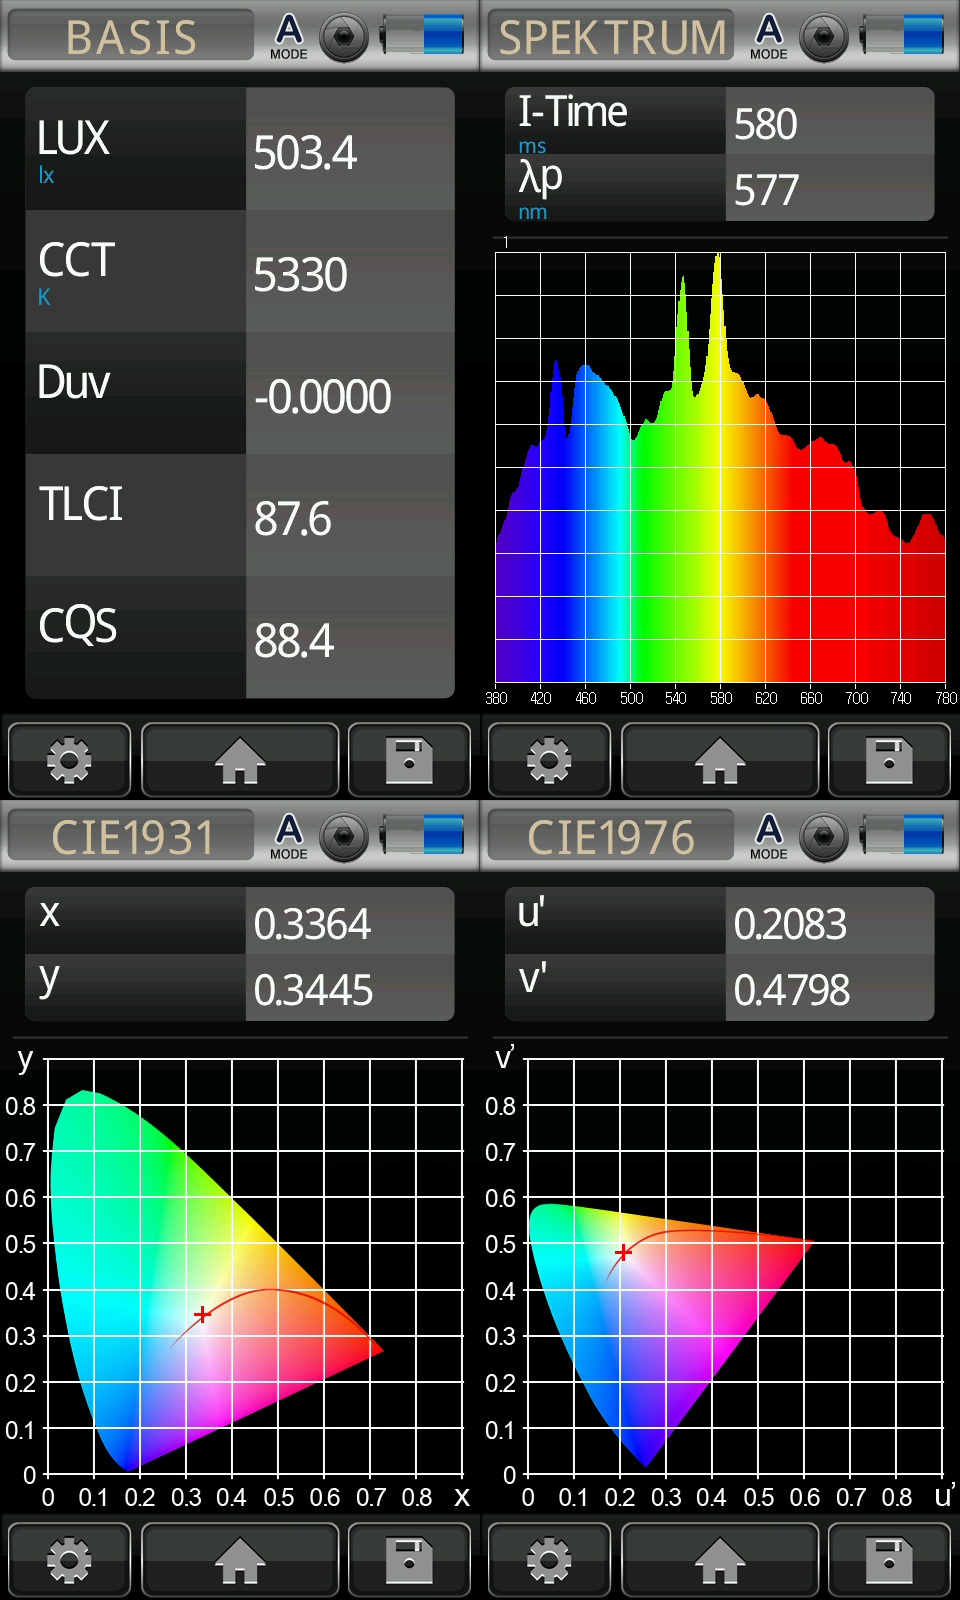 BASIS
A
MODE
LUX
lx
503.4
CCT
K
5330
Duv
-0.0000
TLCI
87.6
CQS
88.4
SPEKTRUM
A
MODE
I-Time
ms
580
λp
nm
577
1
380 420 460 500 540 580 620 660 700 740 780
CIE1931
A
MODE
x
0.3364
y
0.3445
y
0.8
0.7
0.6
0.5
0.4
0.3
0.2
0.1
0
0 0.1 0.2 0.3 0.4 0.5 0.6 0.7 0.8 x
CIE1976
A
MODE
u'
0.2083
v'
0.4798
v'
0.8
0.7
0.6
0.5
0.4
0.3
0.2
0.1
0
0 0.1 0.2 0.3 0.4 0.5 0.6 0.7 0.8 u'